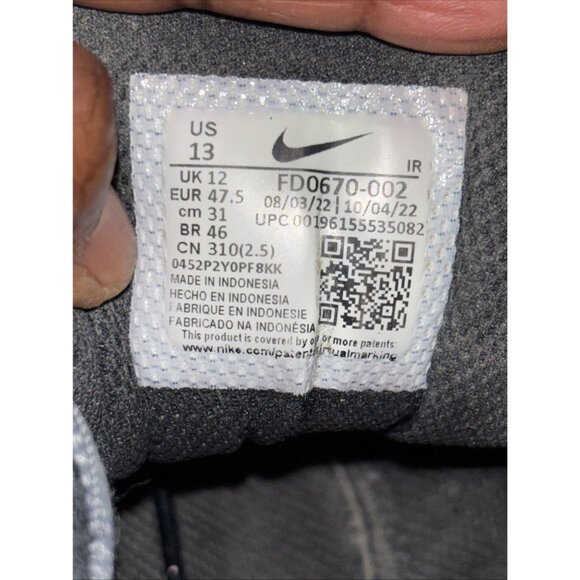 US
13
IR
UK 12
FD0670-002
EUR 47.5
08/03/22 | 10/04/22
cm 31
UPC 00196155535082
BR 46
CN 310(2.5)
0452P2Y0PF8KK
MADE IN INDONESIA
HECHO EN INDONESIA
FABRIQUE EN INDONESIE
FABRICADO NA INDONÉSIA
This product is covered by or more patents:
www.nike.com/patent